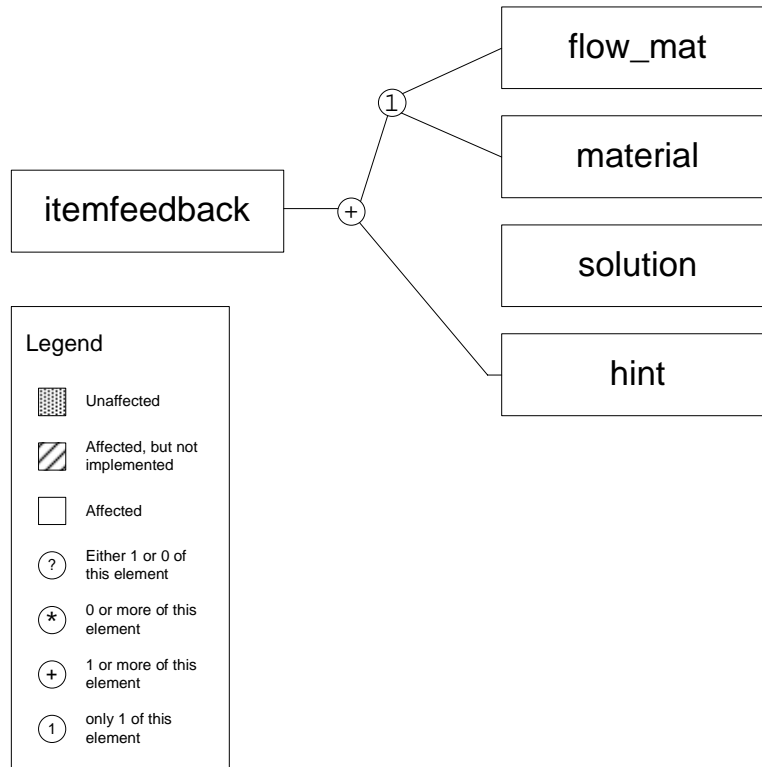 flow_mat
1
material
itemfeedback
+
solution
hint
Legend
Unaffected
Affected, but not
implemented
Affected
?
Either 1 or 0 of
this element
*
0 or more of this
element
+
1 or more of this
element
1
only 1 of this
element